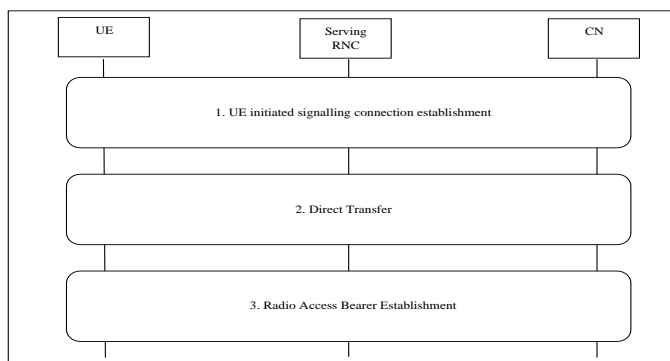 UE
Serving
RNC
CN
1. UE initiated signalling connection establishment
2. Direct Transfer
3. Radio Access Bearer Establishment